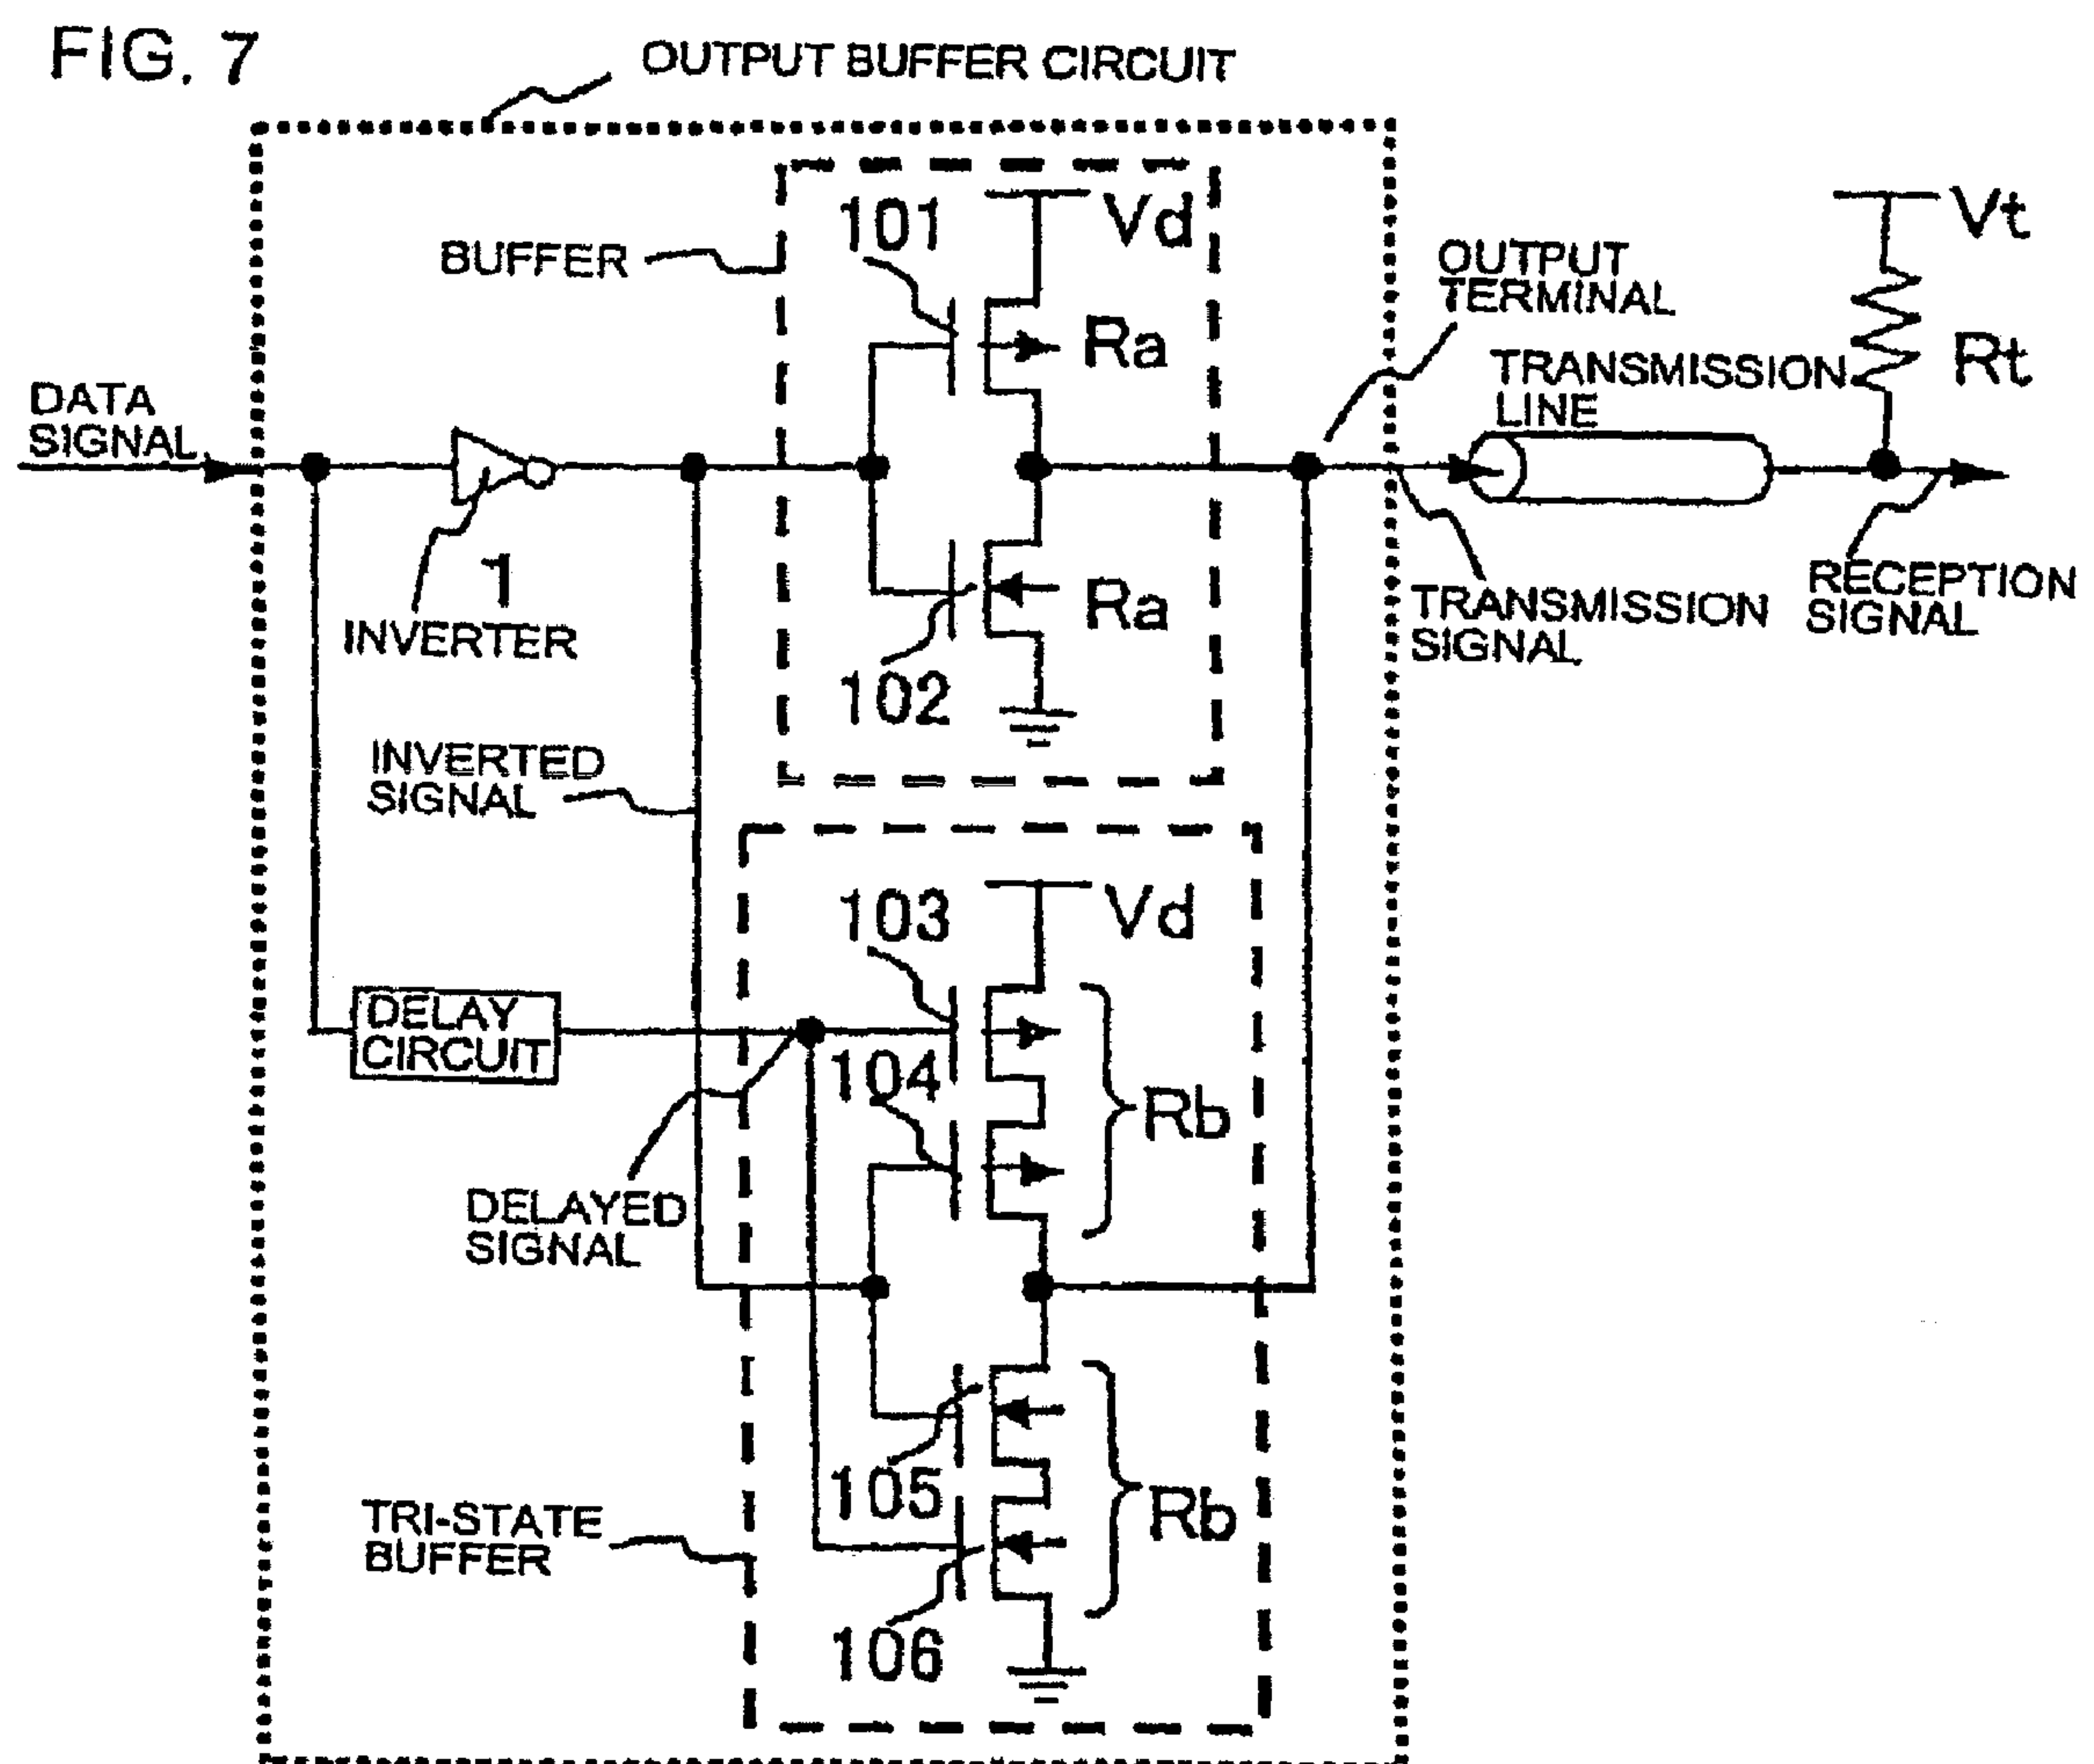 FIG. 7
OUTPUT BUFFER CIRCUIT
101
Vd
BUFFER
Ra
Vt
OUTPUT
TERMINAL
Rt
TRANSMISSION
LINE
DATA
SIGNAL
1
INVERTER
Ra
102
TRANSMISSION
SIGNAL
RECEPTION
SIGNAL
INVERTED
SIGNAL
103
Vd
DELAY
CIRCUIT
104
Rb
DELAYED
SIGNAL
105
Rb
TRI-STATE
BUFFER
106